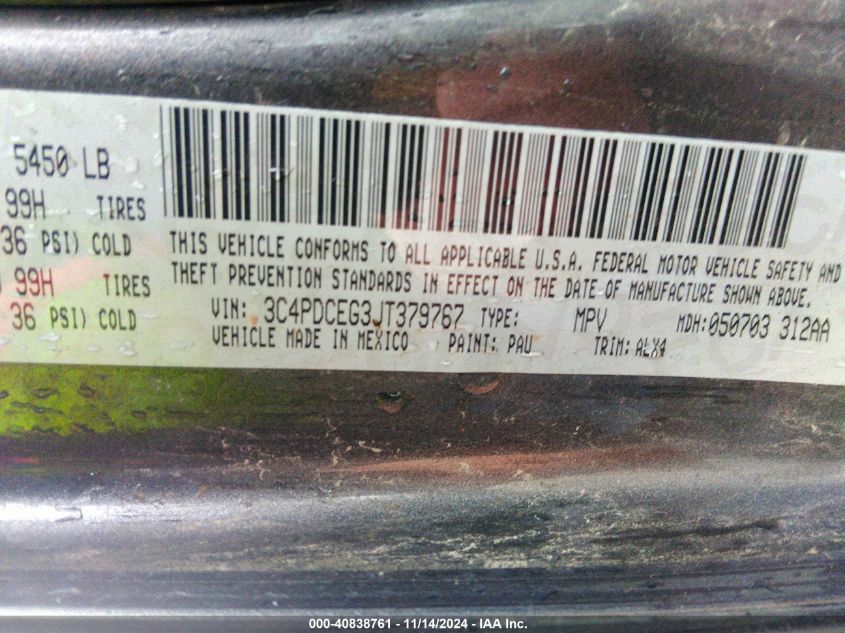 5450 LB
99H TIRES
36 PSI) COLD
99H TIRES
36 PSI) COLD
THIS VEHICLE CONFORMS TO ALL APPLICABLE U.S.A. FEDERAL MOTOR VEHICLE SAFETY AND
THEFT PREVENTION STANDARDS IN EFFECT ON THE DATE OF MANUFACTURE SHOWN ABOVE.
VIN: 3C4PDCEG3JT379767 TYPE: MPV MDH:050703 312AA
VEHICLE MADE IN MEXICO PAINT: PAU TRIM: ALX4
000-40838761 - 11/14/2024 - IAA, Inc.